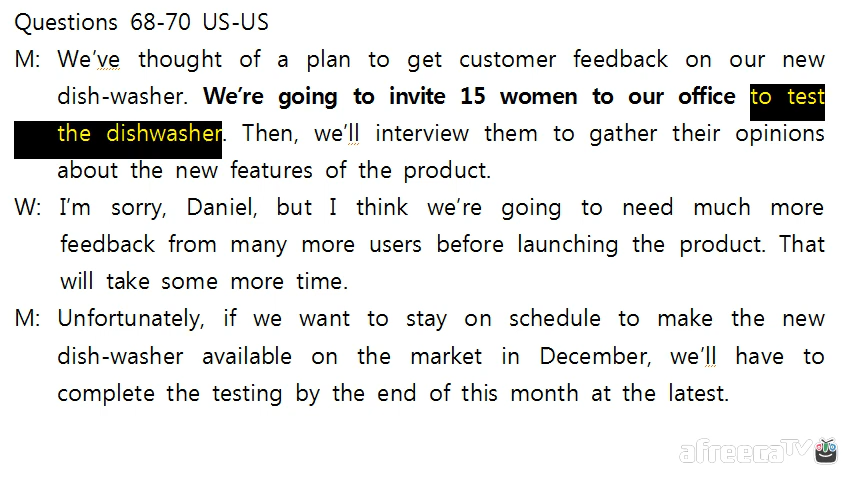 Questions 68-70 US-US
M: We've thought of a plan to get customer feedback on our new
dish-washer. We're going to invite 15 women to our office to test
the dishwasher. Then, we'll interview them to gather their opinions
about the new features of the product.
W: I'm sorry, Daniel, but I think we're going to need much more
feedback from many more users before launching the product. That
will take some more time.
M: Unfortunately, if we want to stay on schedule to make the new
dish-washer available on the market in December, we'll have to
complete the testing by the end of this month at the latest.
afreecaTV